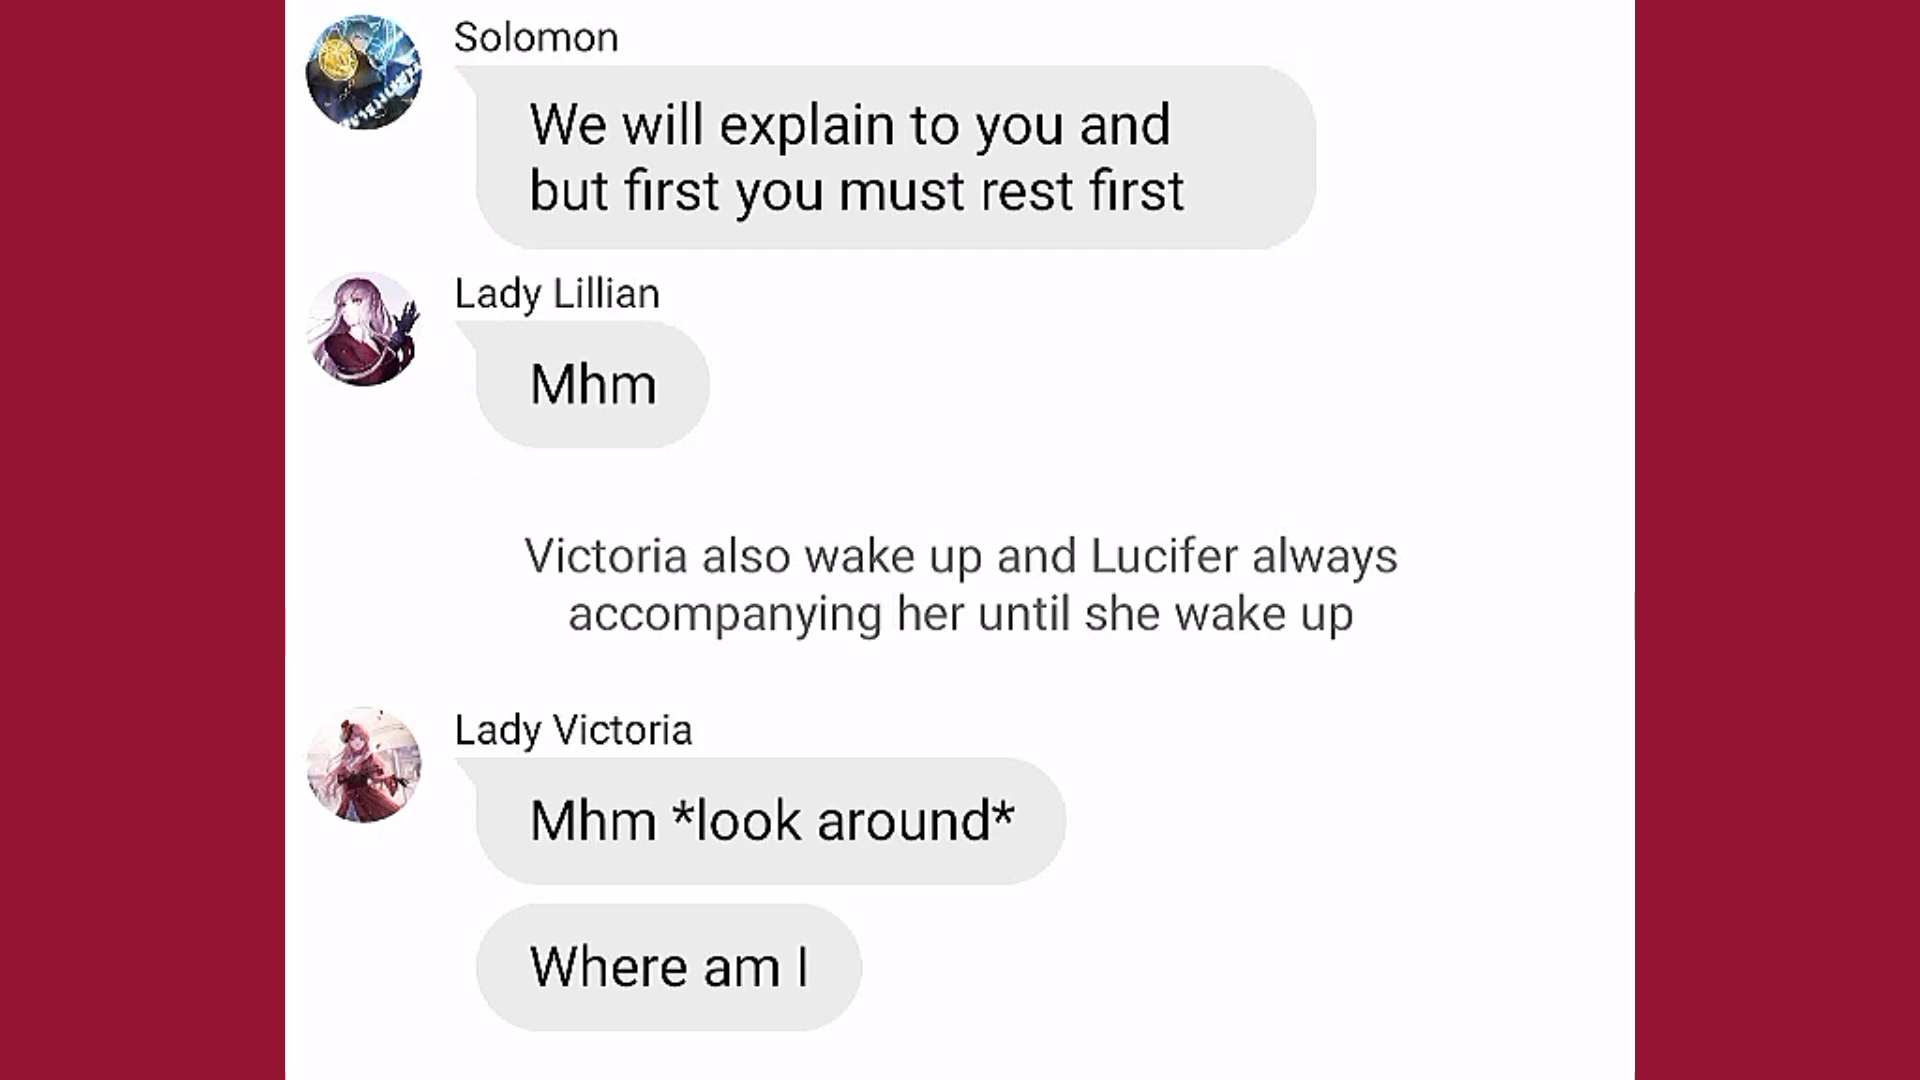 Solomon
We will explain to you and
but first you must rest first
Lady Lillian
Mhm
Victoria also wake up and Lucifer always
accompanying her until she wake up
Lady Victoria
Mhm *look around*
Where am I